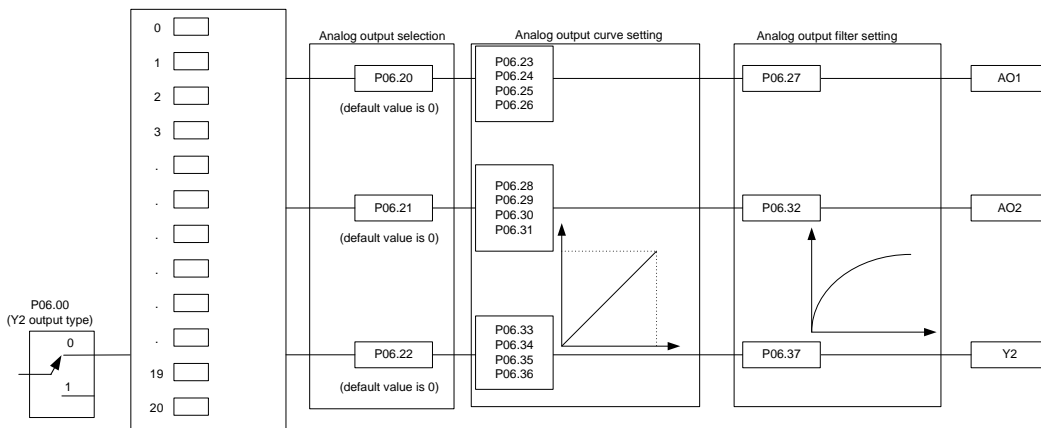 0
1
2
3
.
.
.
.
.
.
19
20
P06.00
(Y2 output type)
0
1
Analog output selection
P06.20
(default value is 0)
P06.21
(default value is 0)
P06.22
(default value is 0)
Analog output curve setting
P06.23
P06.24
P06.25
P06.26
P06.28
P06.29
P06.30
P06.31
P06.33
P06.34
P06.35
P06.36
Analog output filter setting
P06.27
P06.32
P06.37
AO1
AO2
Y2